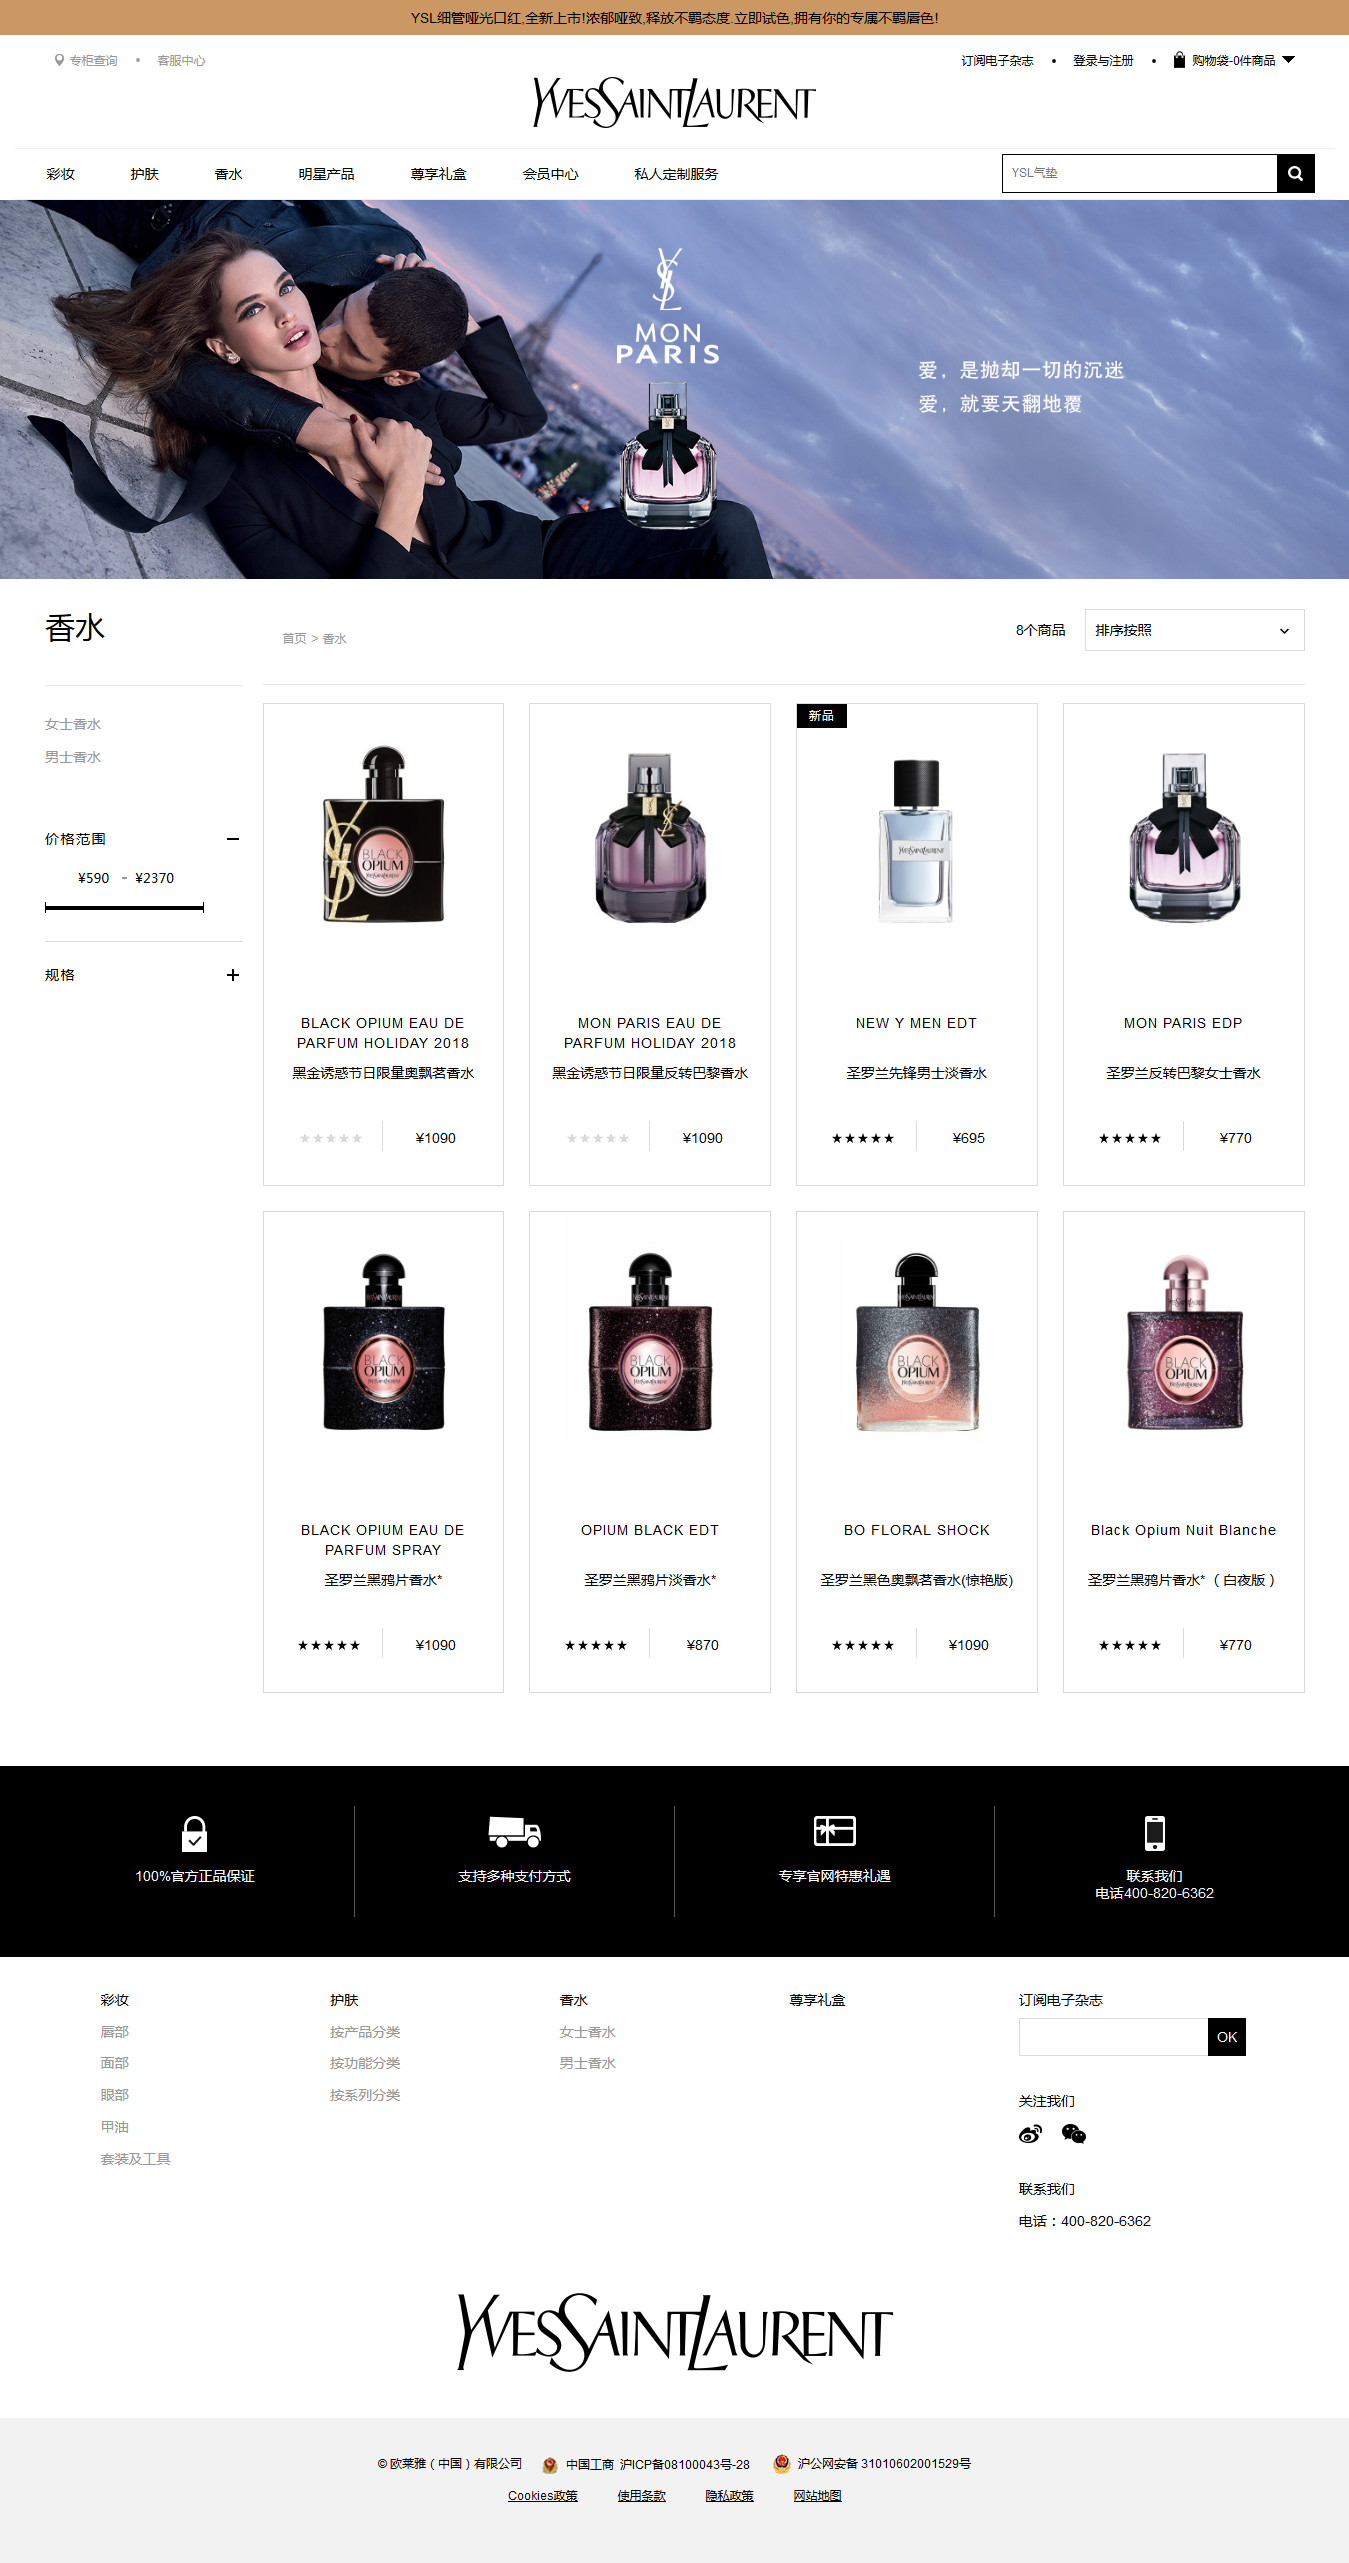 YSL细管哑光口红,全新上市!浓郁哑致,释放不羁态度.立即试色,拥有你的专属不羁唇色!
专柜查询 • 客服中心
订阅电子杂志 • 登录与注册 • 购物袋-0件商品
YVESSAINTLAURENT
彩妆 护肤 香水 明星产品 尊享礼盒 会员中心 私人定制服务
YSL气垫
YSL
MON
PARIS
爱，是抛却一切的沉迷
爱，就要天翻地覆
香水
首页 > 香水
8个商品
排序按照
女士香水
男士香水
价格范围
¥590 - ¥2370
规格
新品
BLACK
OPIUM
YVESSAINTLAURENT
YVESSAINTLAURENT
BLACK OPIUM EAU DE
PARFUM HOLIDAY 2018
黑金诱惑节日限量奥飘茗香水
★★★★★ ¥1090
MON PARIS EAU DE
PARFUM HOLIDAY 2018
黑金诱惑节日限量反转巴黎香水
★★★★★ ¥1090
NEW Y MEN EDT
圣罗兰先锋男士淡香水
★★★★★ ¥695
MON PARIS EDP
圣罗兰反转巴黎女士香水
★★★★★ ¥770
BLACK
OPIUM
YVESSAINTLAURENT
BLACK
OPIUM
YVESSAINTLAURENT
BLACK
OPIUM
YVESSAINTLAURENT
BLACK
OPIUM
YVESSAINTLAURENT
BLACK OPIUM EAU DE
PARFUM SPRAY
圣罗兰黑鸦片香水*
★★★★★ ¥1090
OPIUM BLACK EDT
圣罗兰黑鸦片淡香水*
★★★★★ ¥870
BO FLORAL SHOCK
圣罗兰黑色奥飘茗香水(惊艳版)
★★★★★ ¥1090
Black Opium Nuit Blanche
圣罗兰黑鸦片香水*（白夜版）
★★★★★ ¥770
100%官方正品保证
支持多种支付方式
专享官网特惠礼遇
联系我们
电话400-820-6362
彩妆
唇部
面部
眼部
甲油
套装及工具
护肤
按产品分类
按功能分类
按系列分类
香水
女士香水
男士香水
尊享礼盒
订阅电子杂志
OK
关注我们
联系我们
电话：400-820-6362
YVESSAINTLAURENT
© 欧莱雅（中国）有限公司 中国工商 沪ICP备08100043号-28 沪公网安备 31010602001529号
Cookies政策 使用条款 隐私政策 网站地图